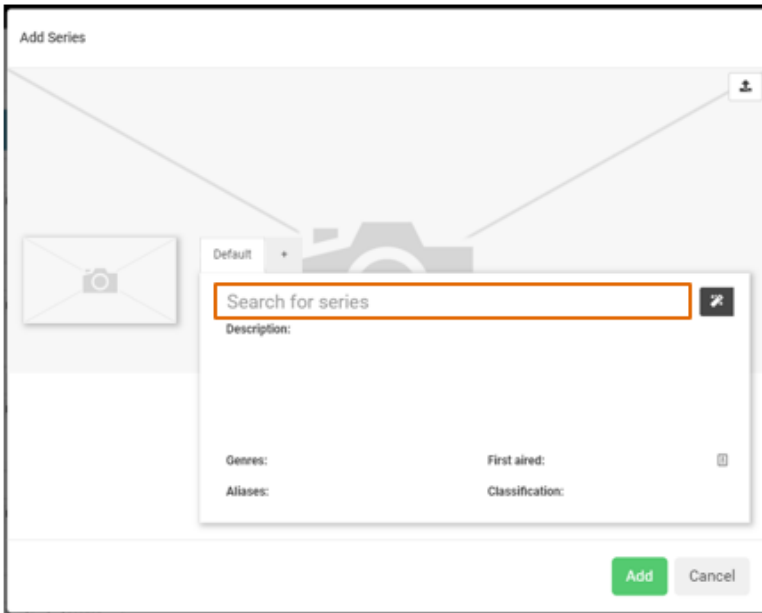 Add Series
Default +
Search for series
Description:
Genres: First aired:
Aliases: Classification:
Add Cancel